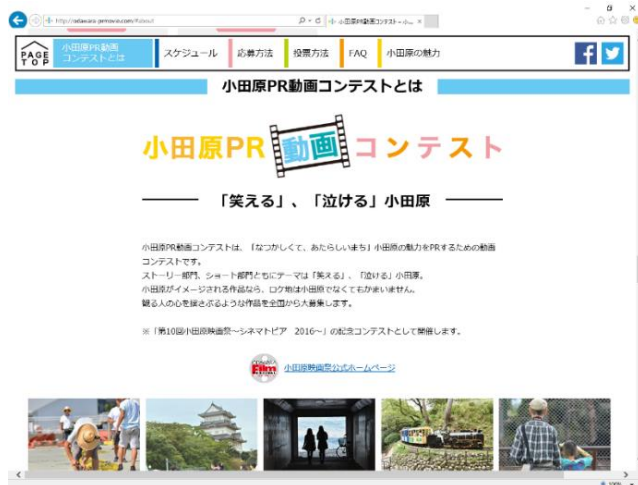 http://odawara-prmovie.com/#about
小田原PR動画コンテスト - 小...
PAGE TOP
小田原PR動画
コンテストとは
スケジュール
応募方法
投票方法
FAQ
小田原の魅力
小田原PR動画コンテストとは
小田原PR動画コンテスト
「笑える」、「泣ける」小田原
小田原PR動画コンテストは、「なつかしくて、あたらしいまち」小田原の魅力をPRするための動画
コンテストです。
ストーリー部門、ショート部門ともにテーマは「笑える」、「泣ける」小田原。
小田原がイメージされる作品なら、ロケ地は小田原でなくてもかまいません。
観る人の心を揺さぶるような作品を全国から大募集します。
※「第10回小田原映画祭～シネマトピア 2016～」の記念コンテストとして開催します。
Film
小田原映画祭公式ホームページ
100%